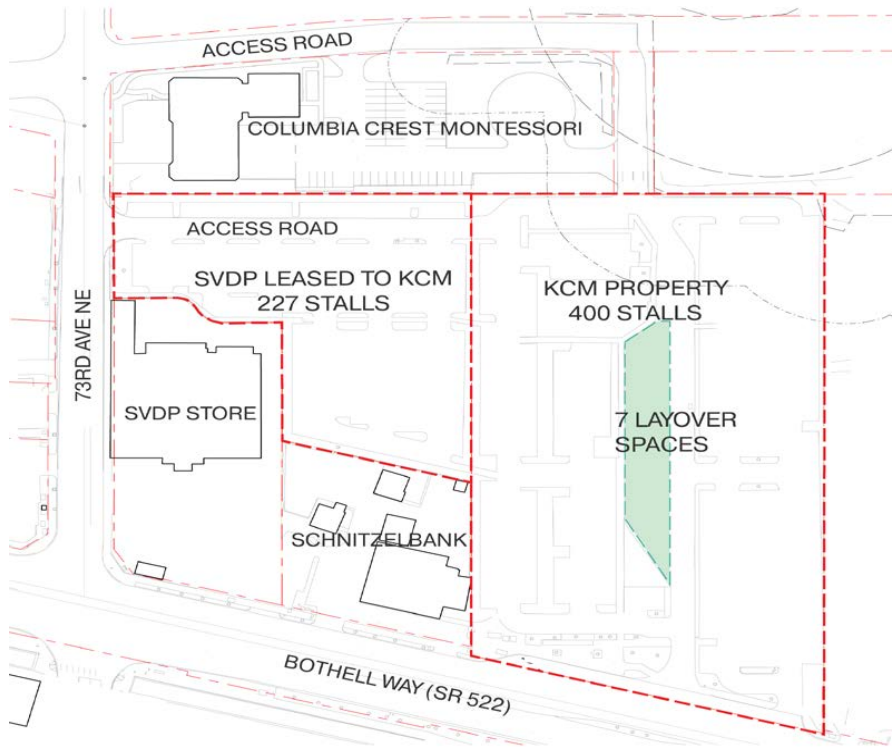 ACCESS ROAD
COLUMBIA CREST MONTESSORI
ACCESS ROAD
SVDP LEASED TO KCM
227 STALLS
KCM PROPERTY
400 STALLS
73RD AVE NE
SVDP STORE
7 LAYOVER
SPACES
SCHNITZELBANK
BOTHELL WAY (SR 522)